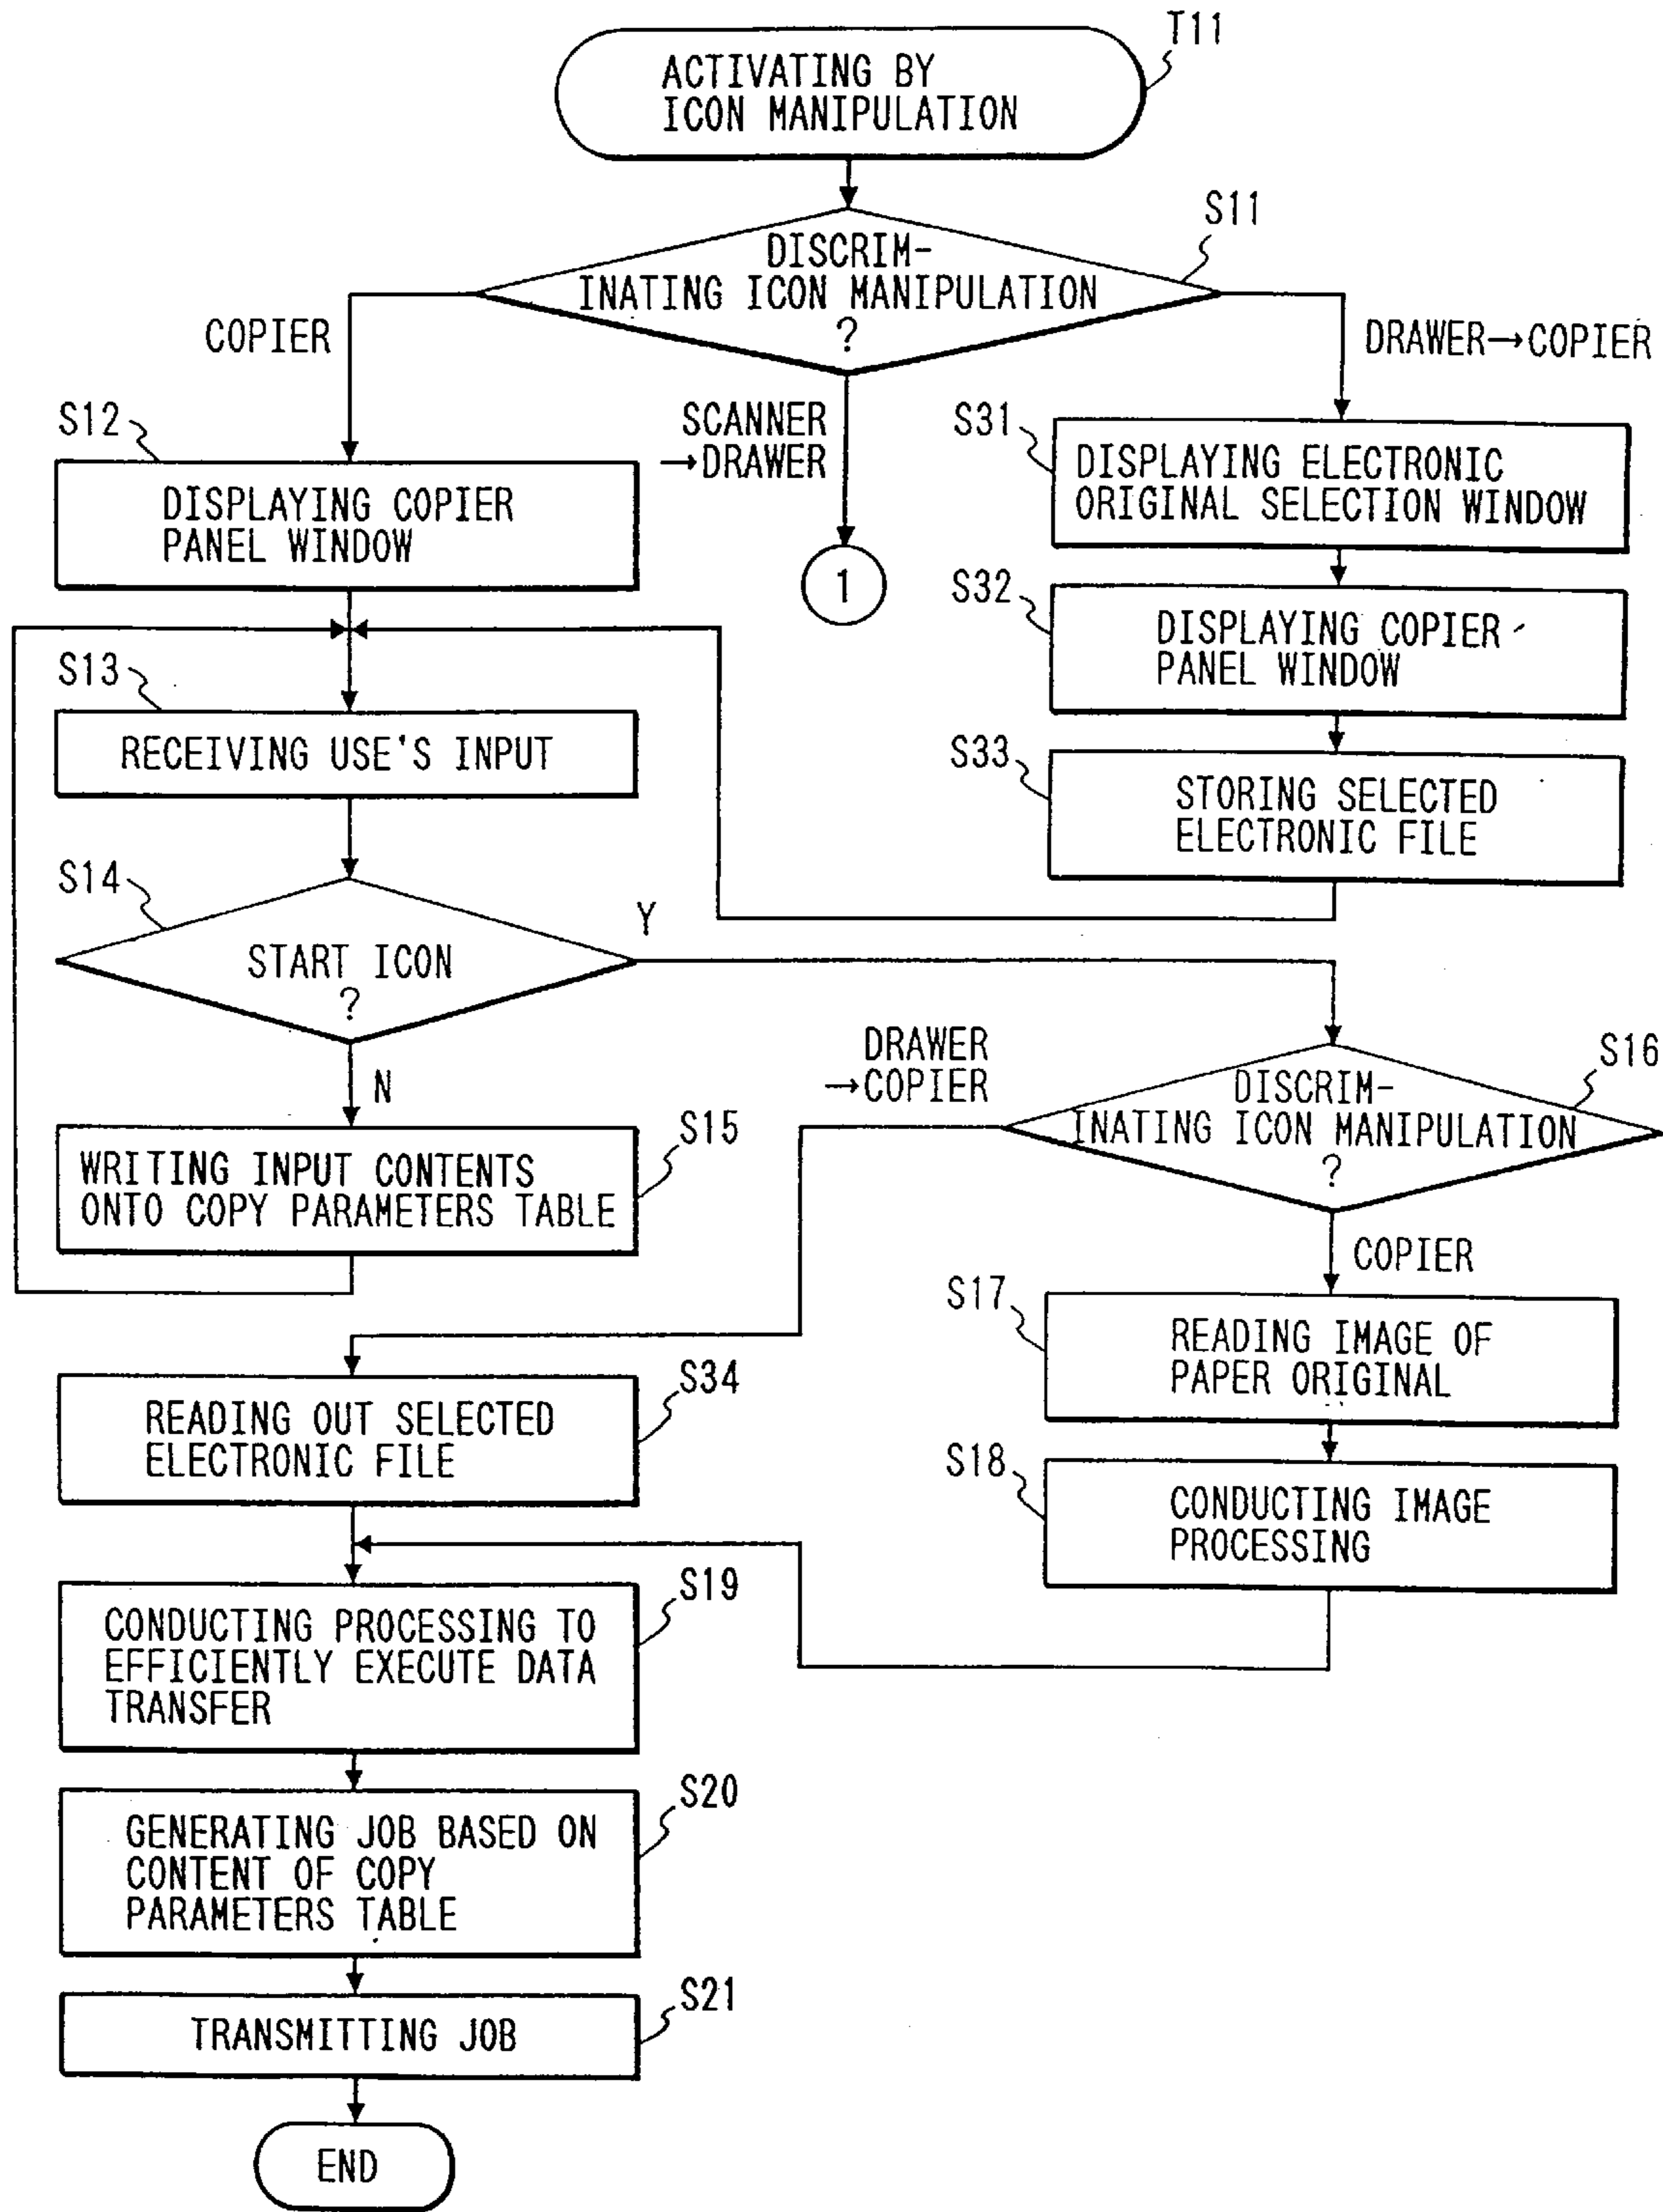 T11
ACTIVATING BY
ICON MANIPULATION
S11
DISCRIM-
INATING ICON MANIPULATION
?
COPIER
SCANNER
→DRAWER
DRAWER→COPIER
S12
DISPLAYING COPIER
PANEL WINDOW
1
S31
DISPLAYING ELECTRONIC
ORIGINAL SELECTION WINDOW
S32
DISPLAYING COPIER
PANEL WINDOW
S13
RECEIVING USE'S INPUT
S33
STORING SELECTED
ELECTRONIC FILE
S14
START ICON
?
Y
N
DRAWER
→COPIER
S16
DISCRIM-
INATING ICON MANIPULATION
?
COPIER
S15
WRITING INPUT CONTENTS
ONTO COPY PARAMETERS TABLE
S17
READING IMAGE OF
PAPER ORIGINAL
S34
READING OUT SELECTED
ELECTRONIC FILE
S18
CONDUCTING IMAGE
PROCESSING
S19
CONDUCTING PROCESSING TO
EFFICIENTLY EXECUTE DATA
TRANSFER
S20
GENERATING JOB BASED ON
CONTENT OF COPY
PARAMETERS TABLE
S21
TRANSMITTING JOB
END